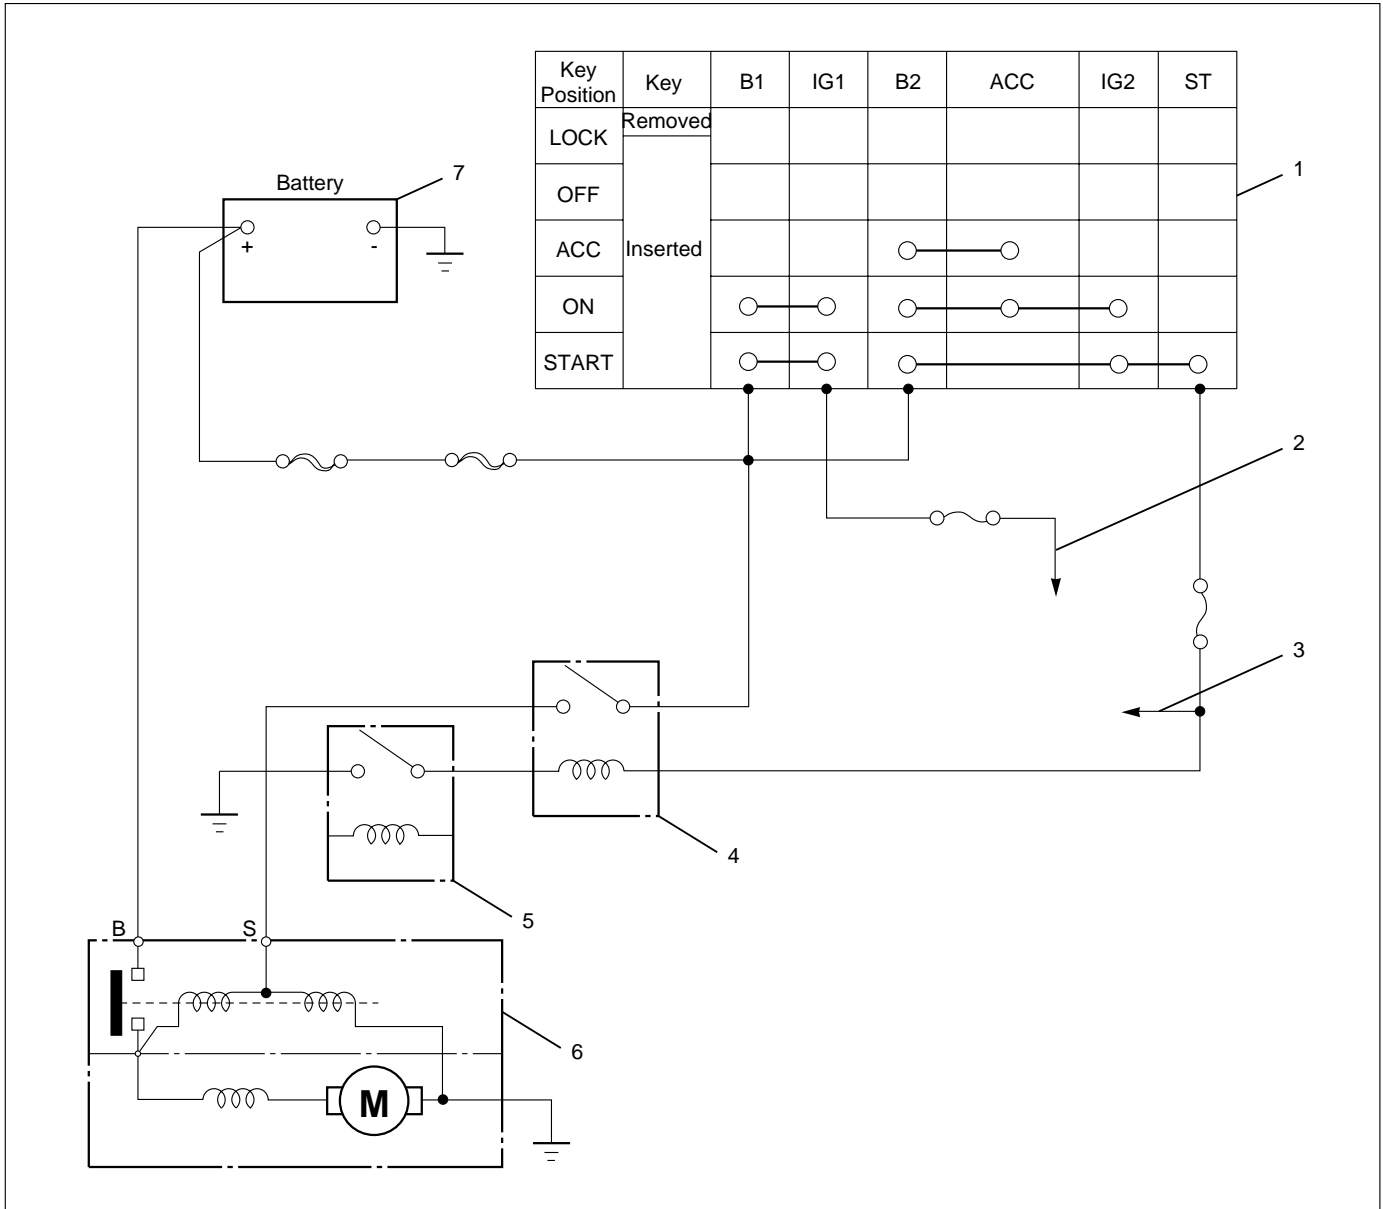 Key Position Key B1 IG1 B2 ACC IG2 ST
LOCK Removed
OFF
ACC Inserted
ON
START
1
Battery
7
+ -
2
3
4
5
B S
6
M